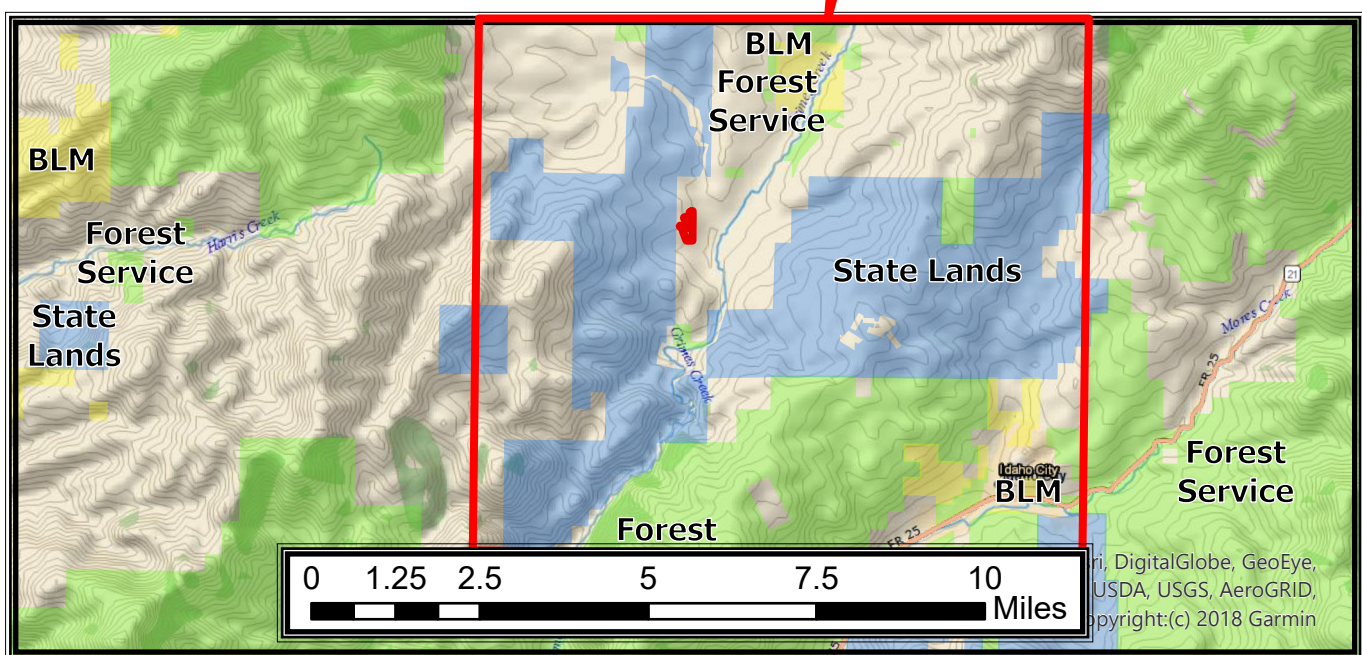 BLM
Forest
Service
Creek
BLM
Harris Creek
Forest
Service
State Lands
21
State
Lands
Mores Creek
Grimes Creek
FR 25
Forest
Service
Idaho City
BLM
Forest
FR 25
0 1.25 2.5 5 7.5 10
Miles
ri, DigitalGlobe, GeoEye,
USDA, USGS, AeroGRID,
opyright:(c) 2018 Garmin